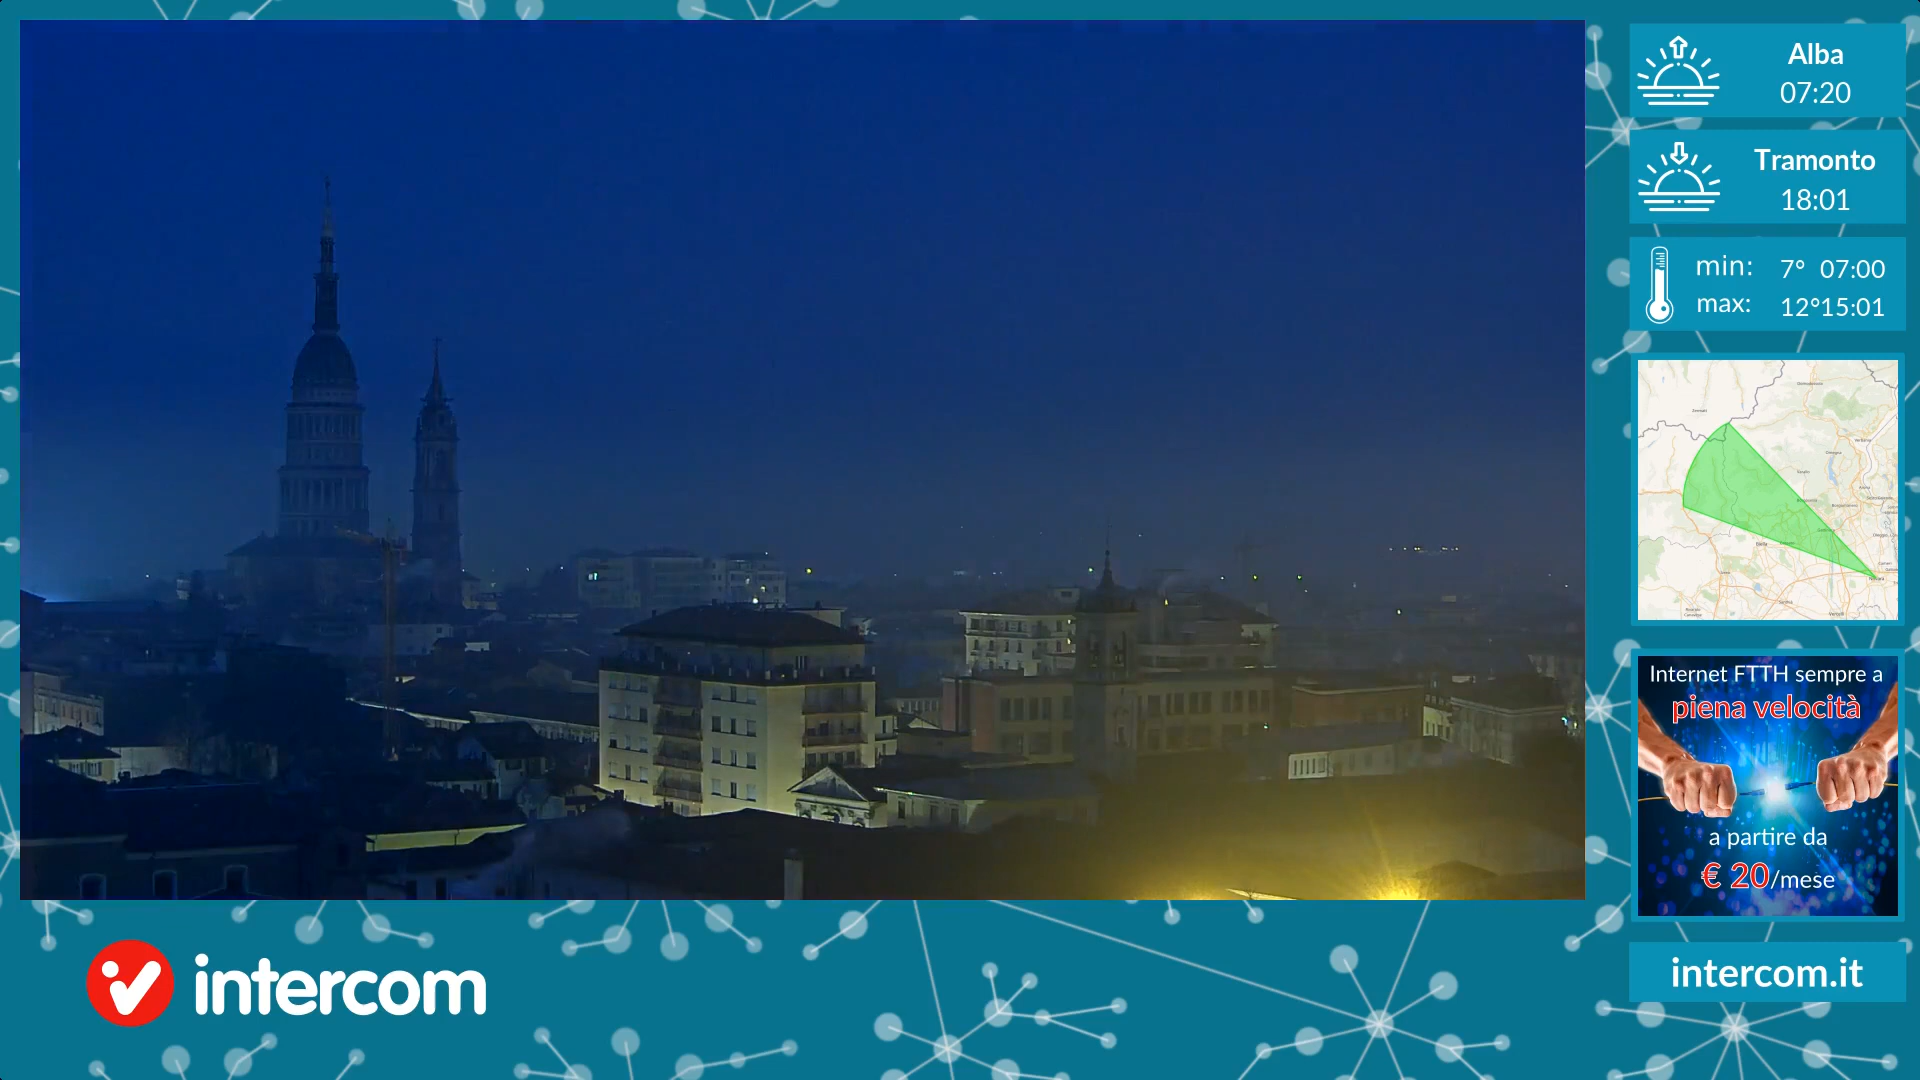 Alba
07:20
Tramonto
18:01
min: 7° 07:00
max: 12°15:01
Internet FTTH sempre a
piena velocità
a partire da
€ 20/mese
intercom
intercom.it